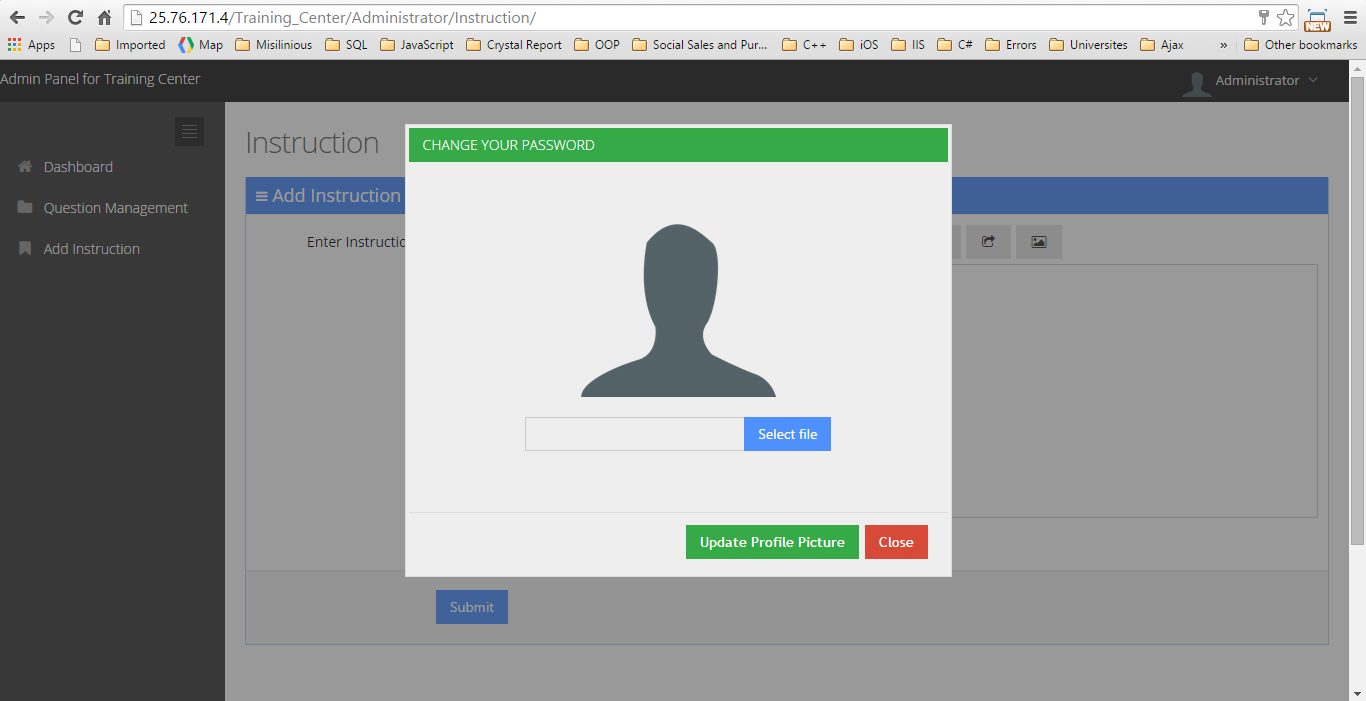 25.76.171.4/Training_Center/Administrator/Instruction/
NEW
Apps Imported Map Misilinious SQL JavaScript Crystal Report OOP Social Sales and Pur... C++ iOS IIS C# Errors Universites Ajax » Other bookmarks
Admin Panel for Training Center
Administrator
Dashboard
Question Management
Add Instruction
Instruction
Add Instruction
Enter Instructio
CHANGE YOUR PASSWORD
Select file
Update Profile Picture Close
Submit